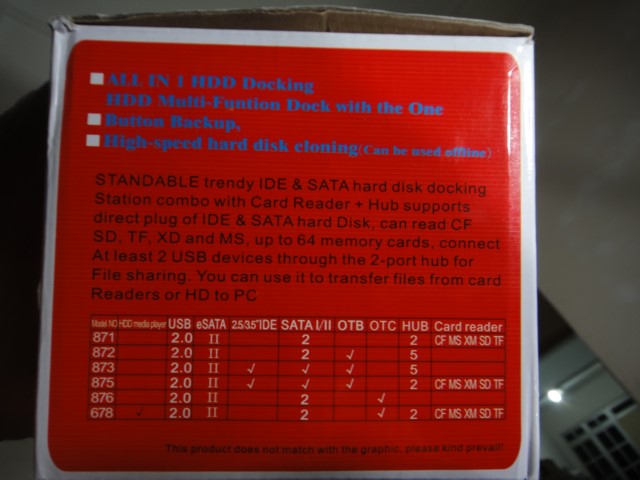 ALL IN 1 HDD Docking
HDD Multi-Funtion Dock with the One
Button Backup,
High-speed hard disk cloning(Can be used offline)
STANDABLE trendy IDE & SATA hard disk docking
Station combo with Card Reader + Hub supports
direct plug of IDE & SATA hard Disk, can read CF
SD, TF, XD and MS, up to 64 memory cards, connect
At least 2 USB devices through the 2-port hub for
File sharing. You can use it to transfer files from card
Readers or HD to PC
Model NO HDD media player USB eSATA 2.5/3.5"IDE SATA I/II OTB OTC HUB Card reader
871 2.0 II 2 2 CF MS XM SD TF
872 2.0 II 2 √ 5
873 2.0 II √ √ √ 5
875 2.0 II √ √ √ 2 CF MS XM SD TF
876 2.0 II 2 √
678 √ 2.0 II 2 √ 2 CF MS XM SD TF
This product does not match with the graphic, please kind prevail!